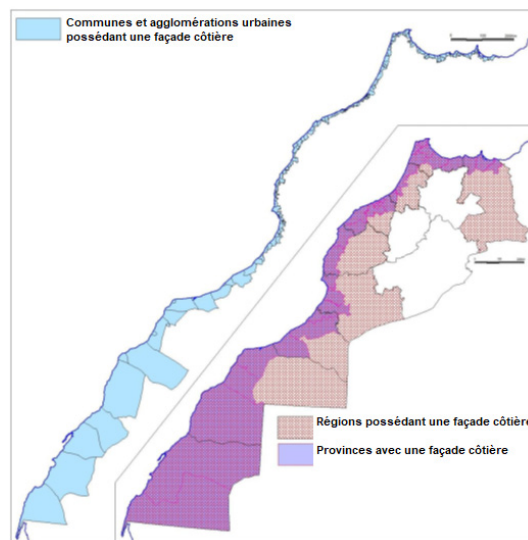 Communes et agglomérations urbaines
possédant une façade côtière
Régions possédant une façade côtière
Provinces avec une façade côtière